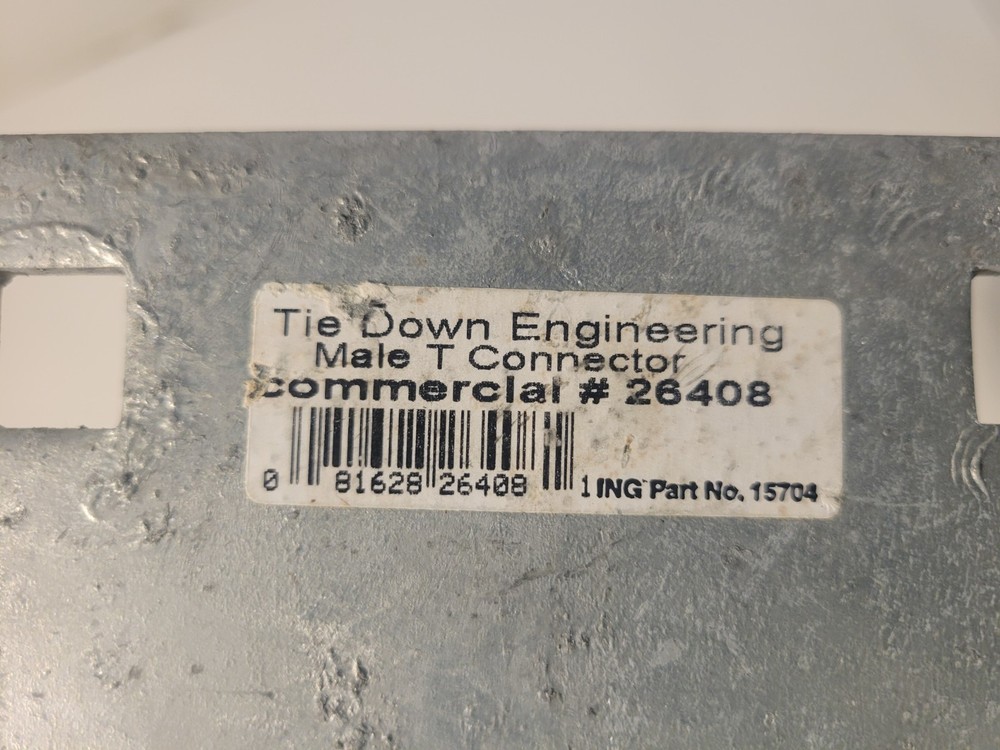 Tie Down Engineering
Male T Connector
commercial # 26408
0 81628 26408 1 ING Part No. 15704